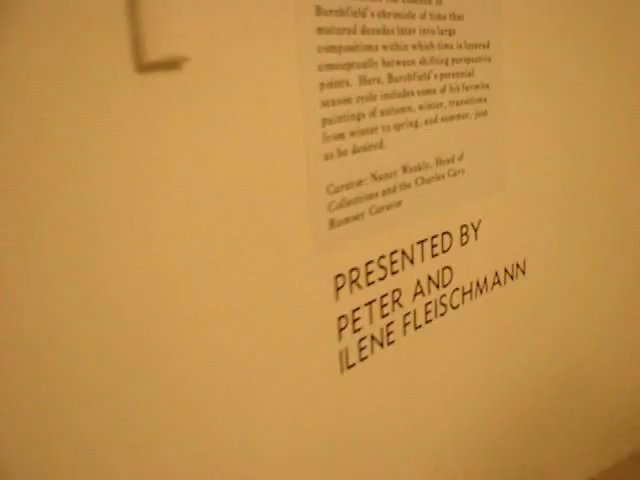 Burchfield's chronicle of time that
matured decades later into large
compositions within which time is layered
conceptually between shifting perspective
points. Here, Burchfield's perennial
season cycle includes some of his favorite
paintings of autumn, winter, transitions
from winter to spring, and summer, just
as he desired.
Curator: Nancy Weekly, Head of
Collections and the Charles Cary
Rumsey Curator
PRESENTED BY
PETER AND
ILENE FLEISCHMANN